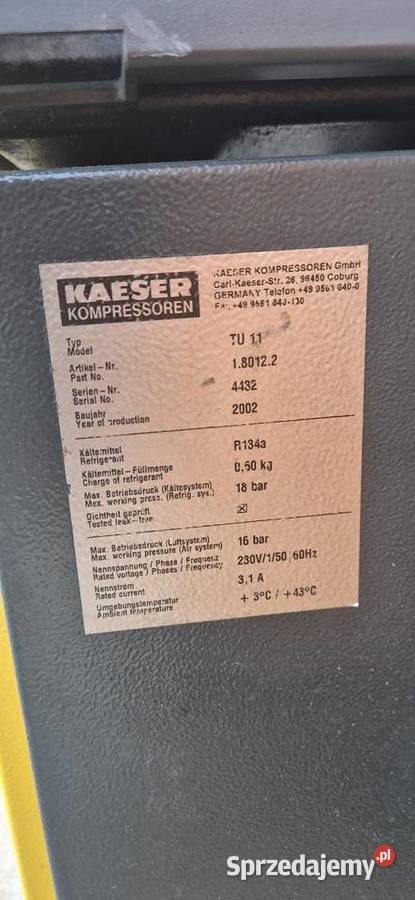 KAESER
KOMPRESSOREN
KAESER KOMPRESSOREN GmbH
Carl-Kaeser-Str. 26, 96450 Coburg
GERMANY Telefon +49 9561 640-0
Fax +49 9561 640-130
Typ
Model
TU 11
Artikel-Nr.
Part No.
1.8012.2
Serien-Nr.
Serial No.
4432
Baujahr
Year of production
2002
Kältemittel
Refrigerant
R134a
Kältemittel-Füllmenge
Charge of refrigerant
0,50 kg
Max. Betriebsdruck (Kältesystem)
Max. working press. (Refrig. sys.)
18 bar
Dichtheit geprüft
Tested leak-free
☒
Max. Betriebsdruck (Luftsystem)
Max. working pressure (Air system)
16 bar
Nennspannung / Phase / Frequenz
Rated voltage / Phases / Frequency
230V/1/50, 60Hz
Nennstrom
Rated current
3,1 A
Umgebungstemperatur
Ambient temperature
+ 3°C / +43°C
Sprzedajemy.pl